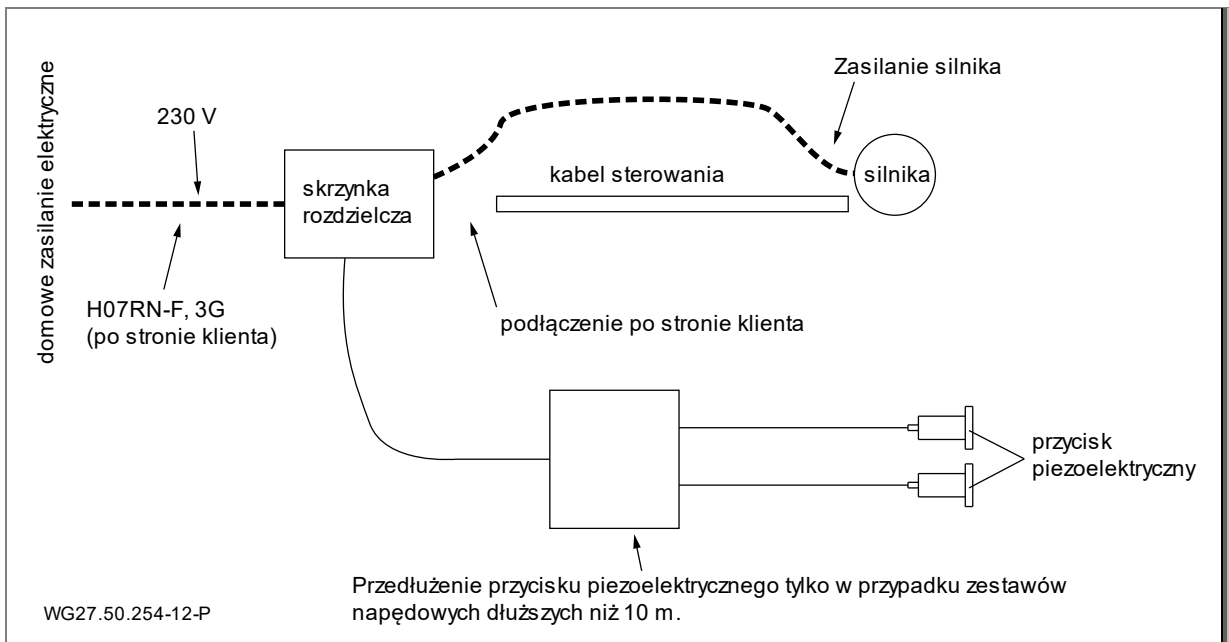 domowe zasilanie elektryczne
230 V
Zasilanie silnika
skrzynka
rozdzielcza
kabel sterowania
silnika
H07RN-F, 3G
(po stronie klienta)
podłączenie po stronie klienta
przycisk
piezoelektryczny
Przedłużenie przycisku piezoelektrycznego tylko w przypadku zestawów
napędowych dłuższych niż 10 m.
WG27.50.254-12-P